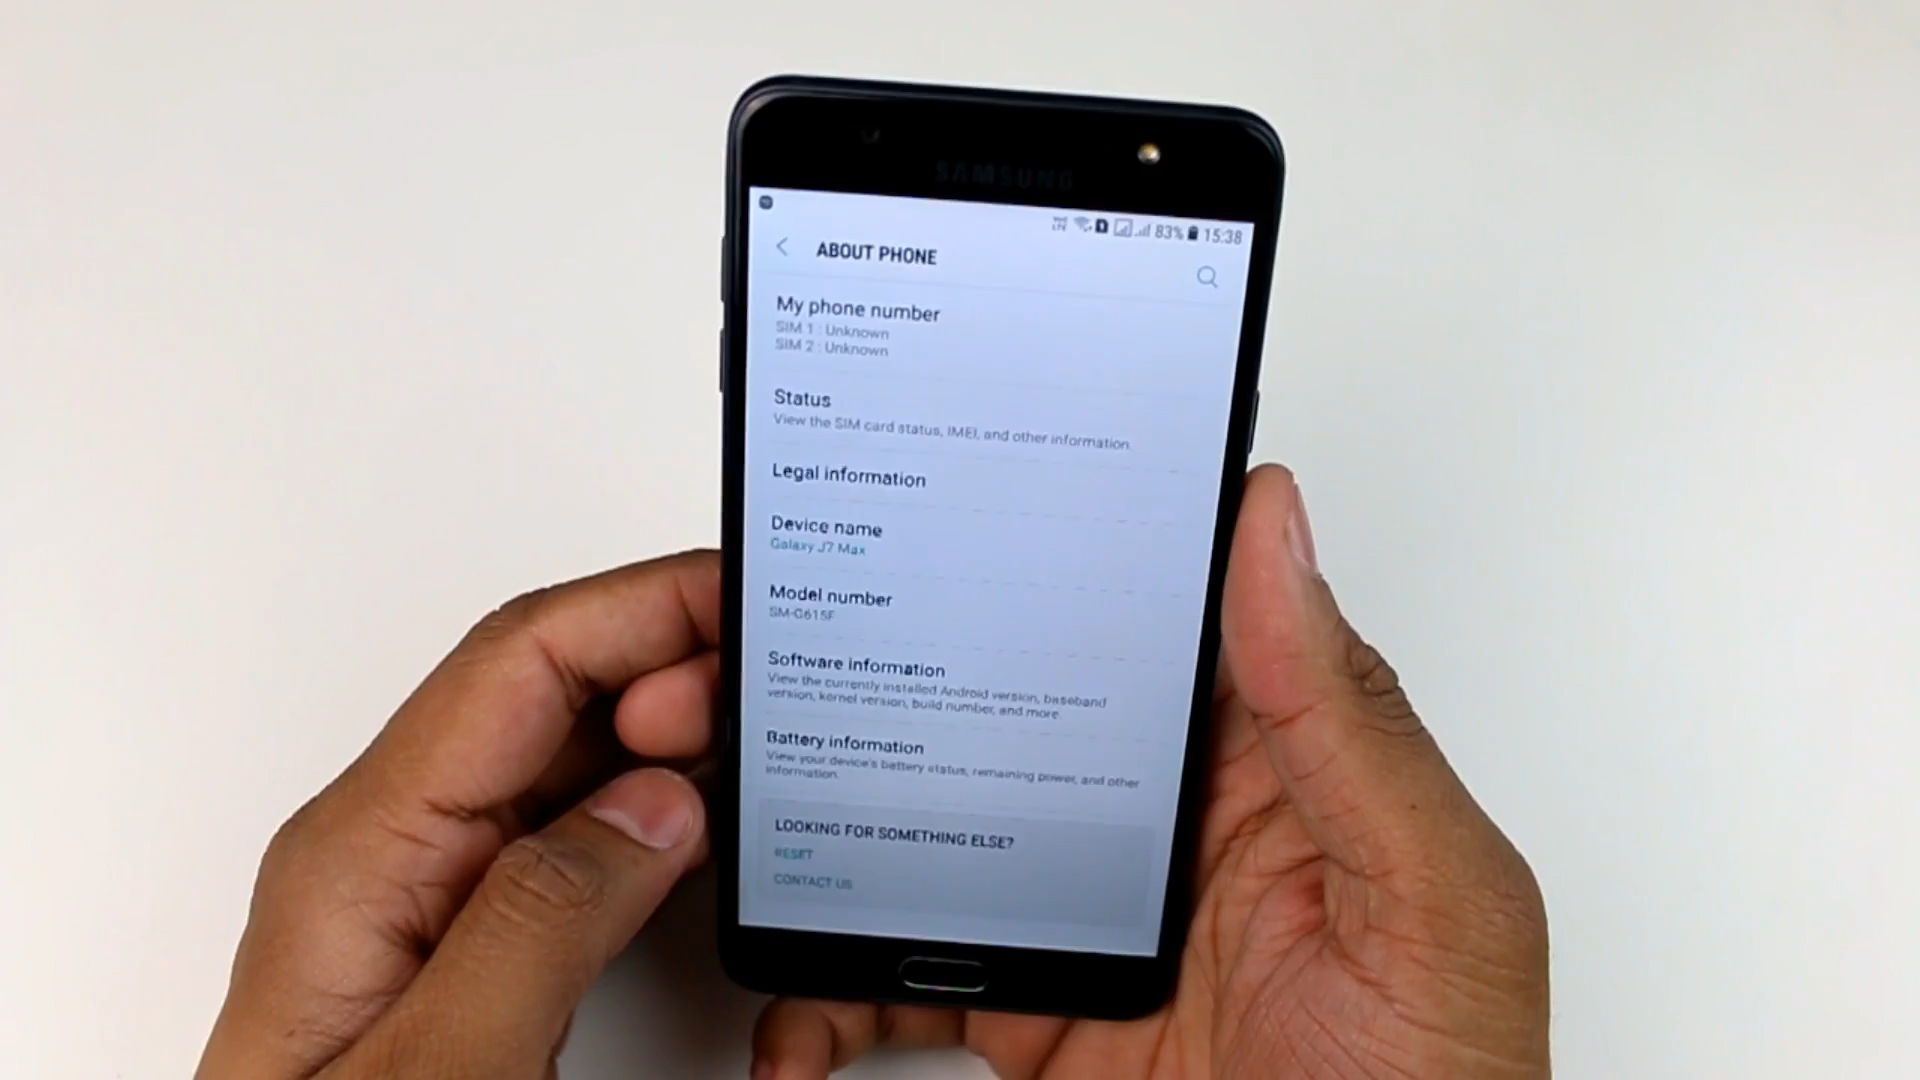 SAMSUNG
VoLTE 83% 15:38
ABOUT PHONE
My phone number
SIM 1 : Unknown
SIM 2 : Unknown
Status
View the SIM card status, IMEI, and other information.
Legal information
Device name
Galaxy J7 Max
Model number
SM-G615F
Software information
View the currently installed Android version, baseband
version, kernel version, build number, and more.
Battery information
View your device's battery status, remaining power, and other
information.
LOOKING FOR SOMETHING ELSE?
RESET
CONTACT US